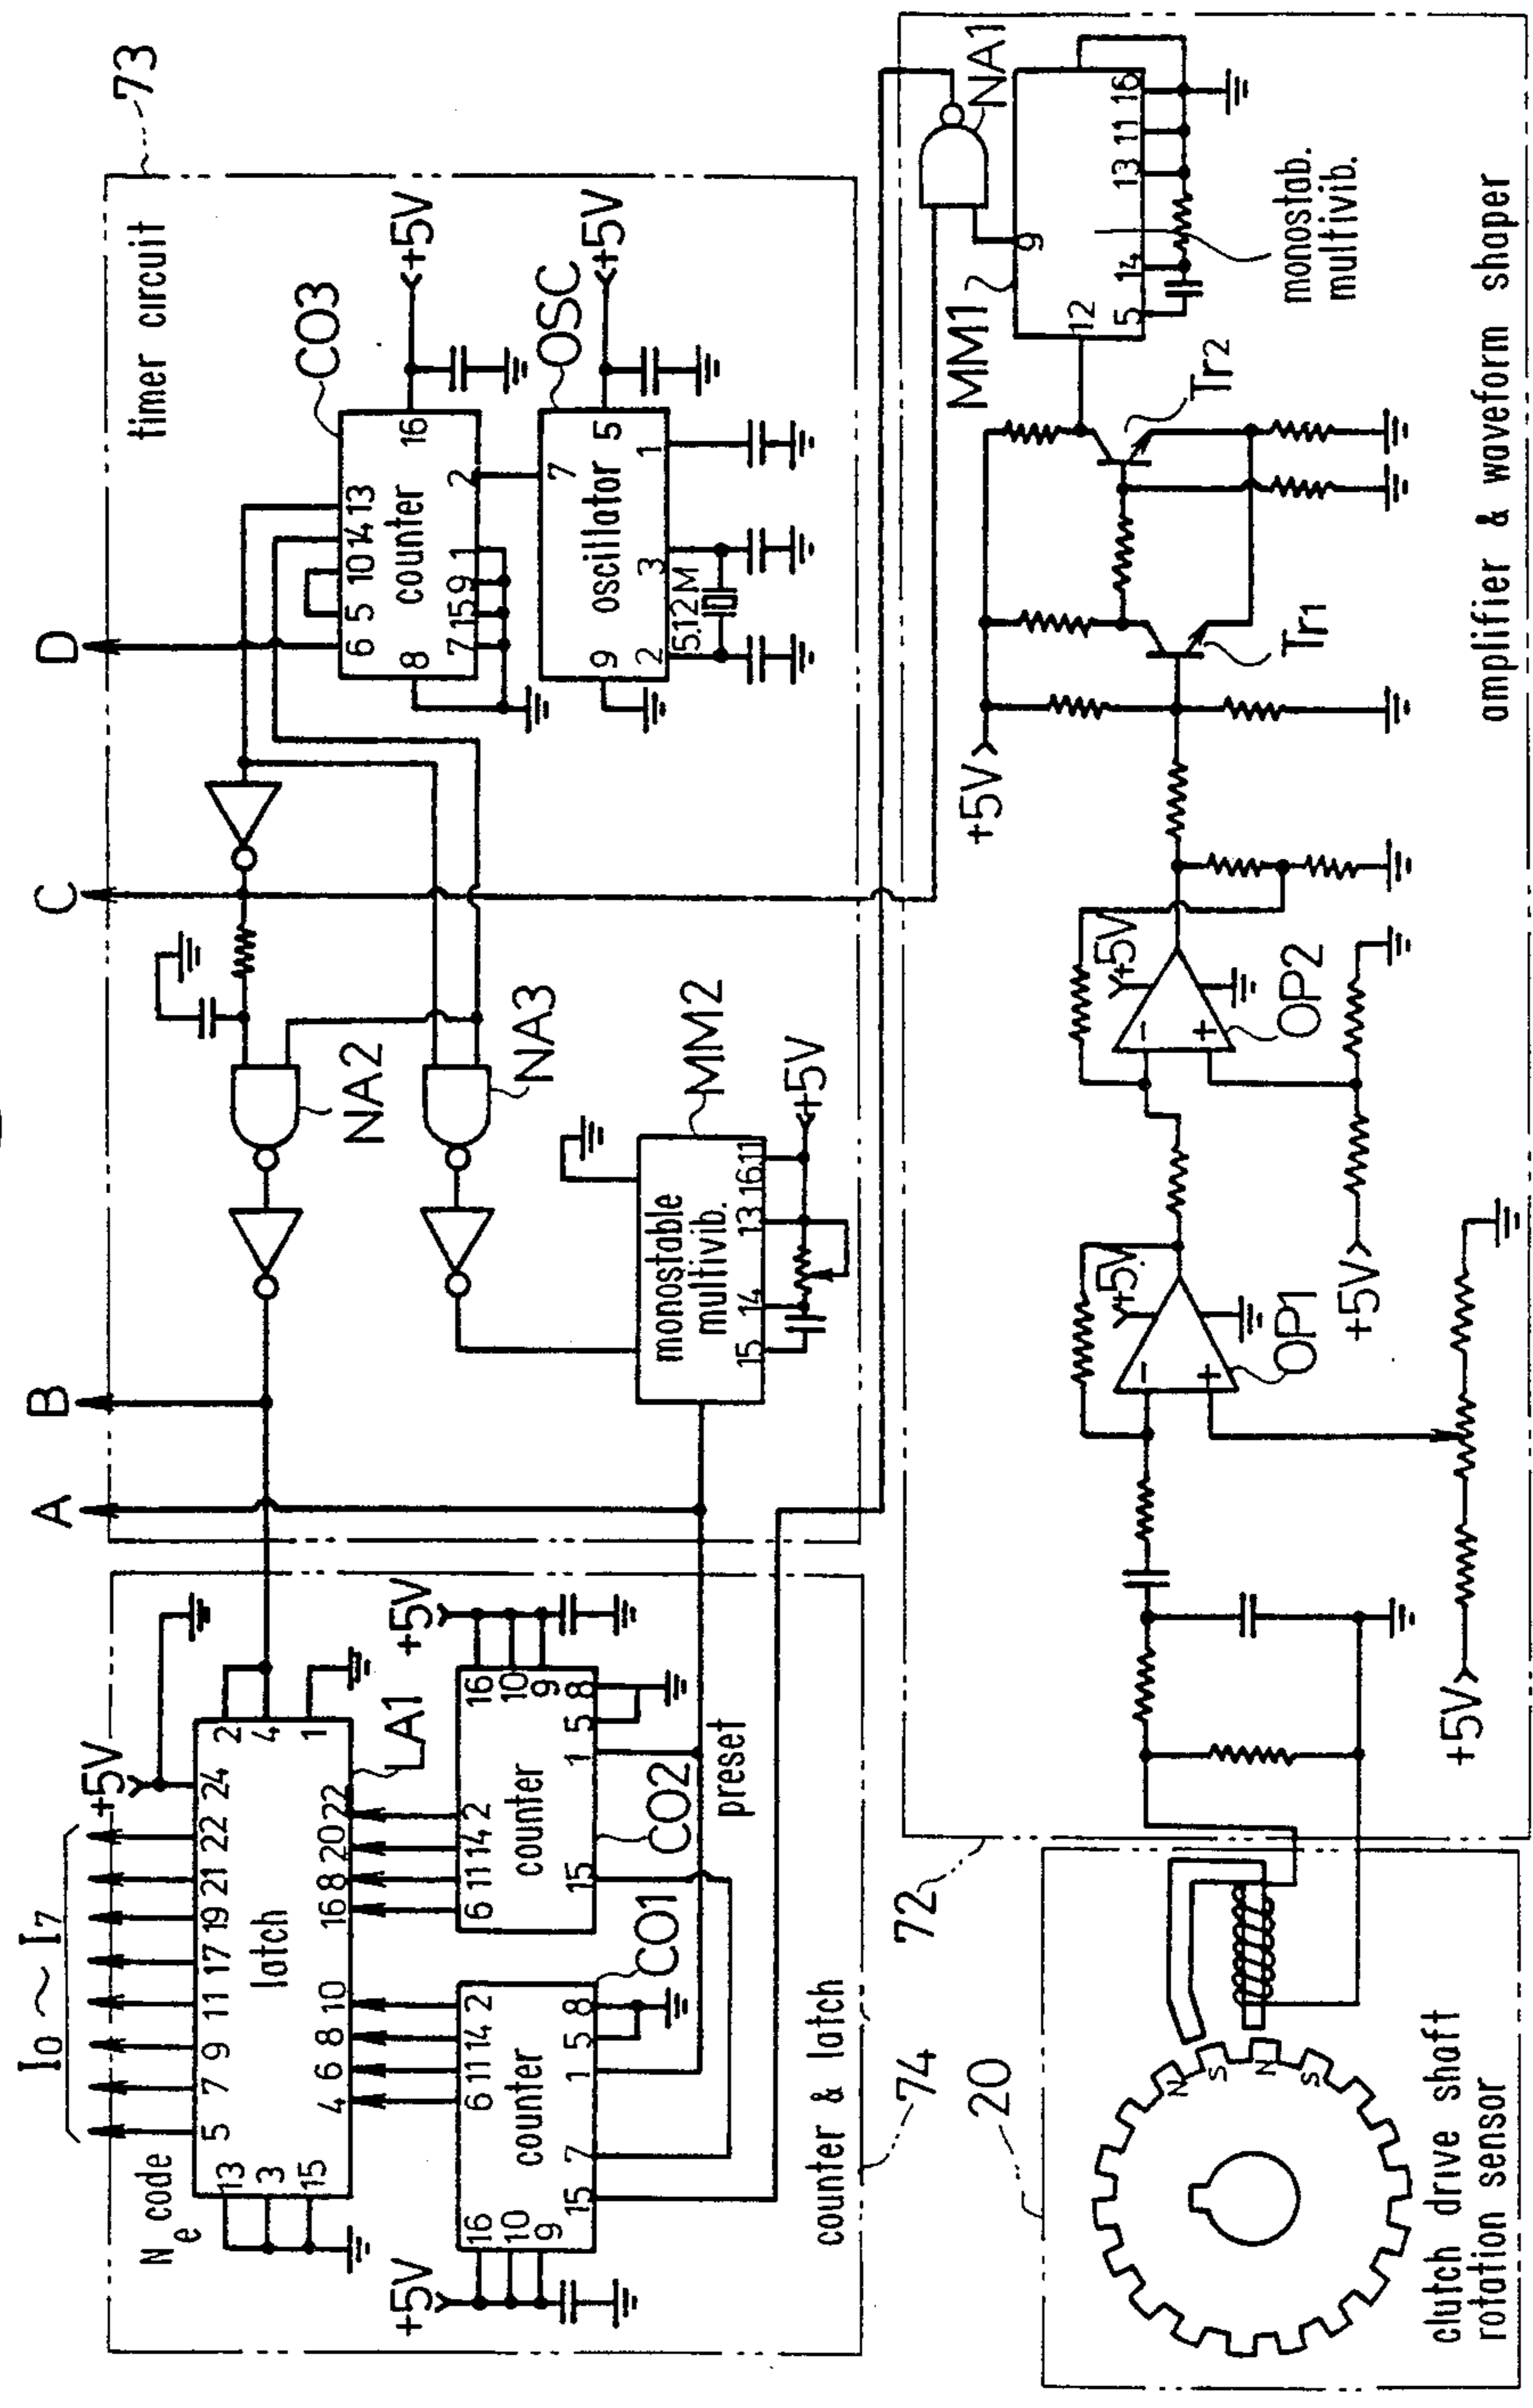 73
timer circuit
D
C
B
A
CO3
counter
6 5 10 14 13
8
16
7 15 9 1 2
+5V
OSC
oscillator
7
5
9
2 3 1
5.12M
+5V
NA2
NA3
MM2
monostable
multivib.
15 14 13 16 11
+5V
I0 ~ I7
Ne code
latch
LA1
5 7 9 11 17 19 21 22 24
+5V
13 3 15
2 4 1
4 6 8 10 16 8 20 22
counter
CO1
6 11 14 2
16 10 9
15 7 1 5 8
+5V
counter
CO2
6 11 14 2
16 10 9
15 1 5 8
+5V
preset
counter & latch
74
72
amplifier & waveform shaper
NA1
MM1
monostab.
multivib.
9
12
5 14 13 11 16
Tr2
Tr1
+5V
OP2
+5V
- +
+5V
OP1
+5V
- +
+5V
20
N S N S
clutch drive shaft
rotation sensor